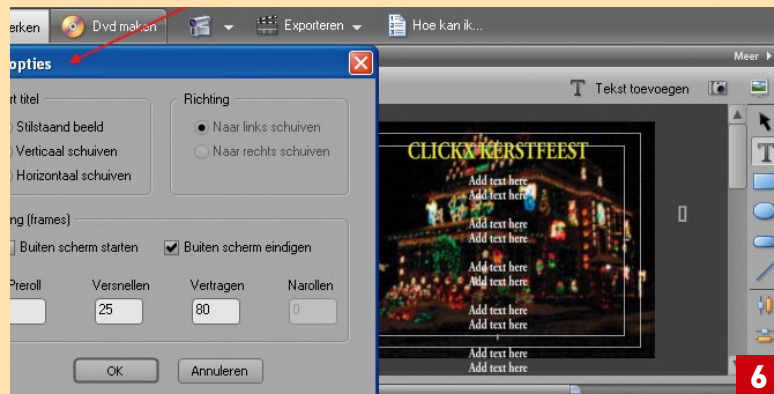 erken Dvd maken Exporteren Hoe kan ik...
Meer
opties
Tekst toevoegen
rt titel
Stilstaand beeld
Verticaal schuiven
Horizontaal schuiven
Richting
Naar links schuiven
Naar rechts schuiven
ng (frames)
Buiten scherm starten
Buiten scherm eindigen
Preroll Versnellen Vertragen Narollen
25 80 0
OK Annuleren
CLICKX KERSTFEEST
Add text here
Add text here
Add text here
Add text here
Add text here
Add text here
Add text here
Add text here
Add text here
Add text here
T
T
6